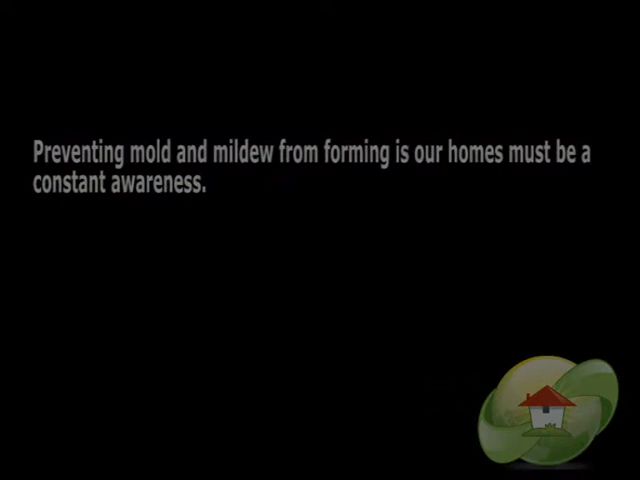 Preventing mold and mildew from forming is our homes must be a
constant awareness.